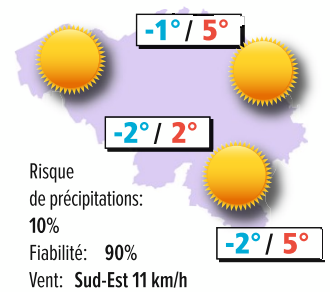 -1° / 5°
-2° / 2°
Risque
de précipitations:
10%
Fiabilité: 90%
-2° / 5°
Vent: Sud-Est 11 km/h